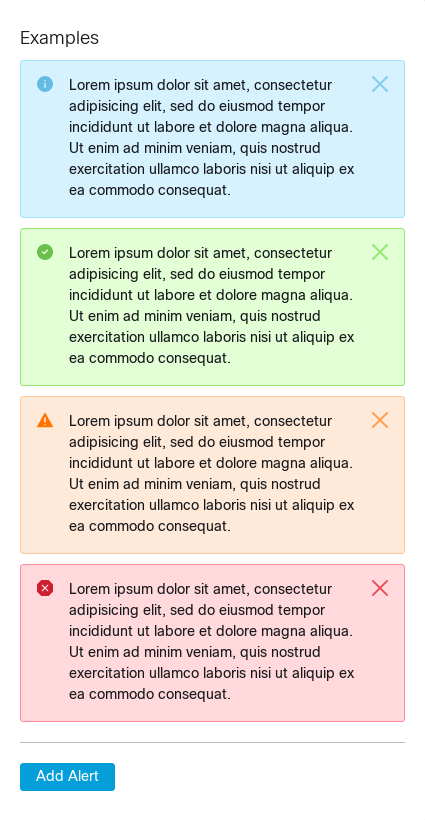 Examples
Lorem ipsum dolor sit amet, consectetur
adipisicing elit, sed do eiusmod tempor
incididunt ut labore et dolore magna aliqua.
Ut enim ad minim veniam, quis nostrud
exercitation ullamco laboris nisi ut aliquip ex
ea commodo consequat.
Lorem ipsum dolor sit amet, consectetur
adipisicing elit, sed do eiusmod tempor
incididunt ut labore et dolore magna aliqua.
Ut enim ad minim veniam, quis nostrud
exercitation ullamco laboris nisi ut aliquip ex
ea commodo consequat.
Lorem ipsum dolor sit amet, consectetur
adipisicing elit, sed do eiusmod tempor
incididunt ut labore et dolore magna aliqua.
Ut enim ad minim veniam, quis nostrud
exercitation ullamco laboris nisi ut aliquip ex
ea commodo consequat.
Lorem ipsum dolor sit amet, consectetur
adipisicing elit, sed do eiusmod tempor
incididunt ut labore et dolore magna aliqua.
Ut enim ad minim veniam, quis nostrud
exercitation ullamco laboris nisi ut aliquip ex
ea commodo consequat.
Add Alert